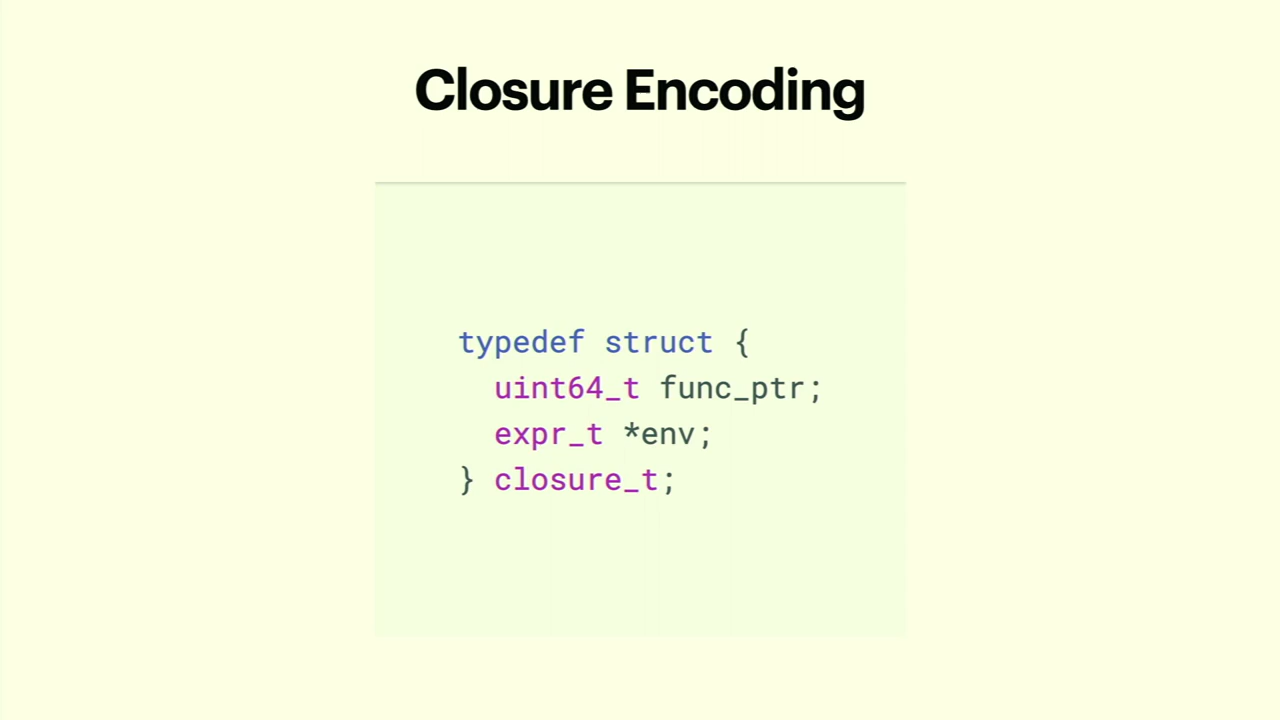 Closure Encoding
typedef struct {
  uint64_t func_ptr;
  expr_t *env;
} closure_t;